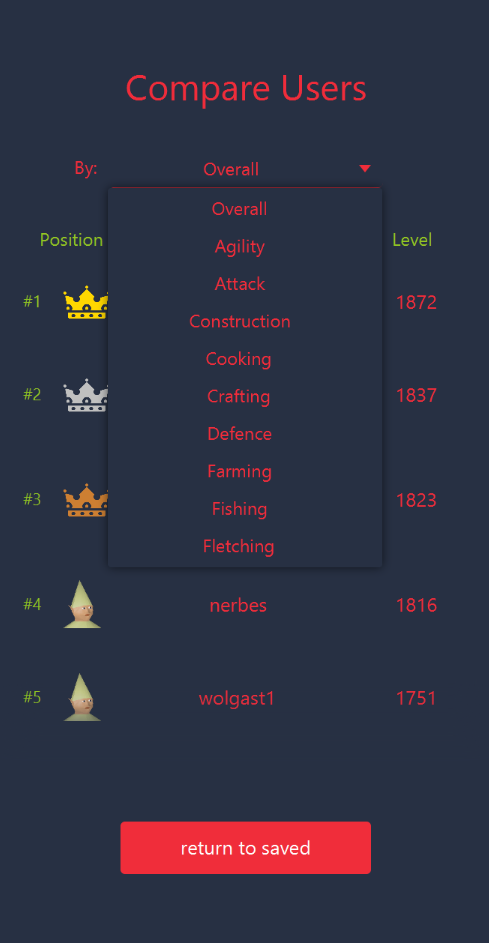 Compare Users
By: Overall
Overall
Position Level
Agility
Attack
#1 1872
Construction
Cooking
#2 1837
Crafting
Defence
Farming
#3 1823
Fishing
Fletching
#4 nerbes 1816
#5 wolgast1 1751
return to saved